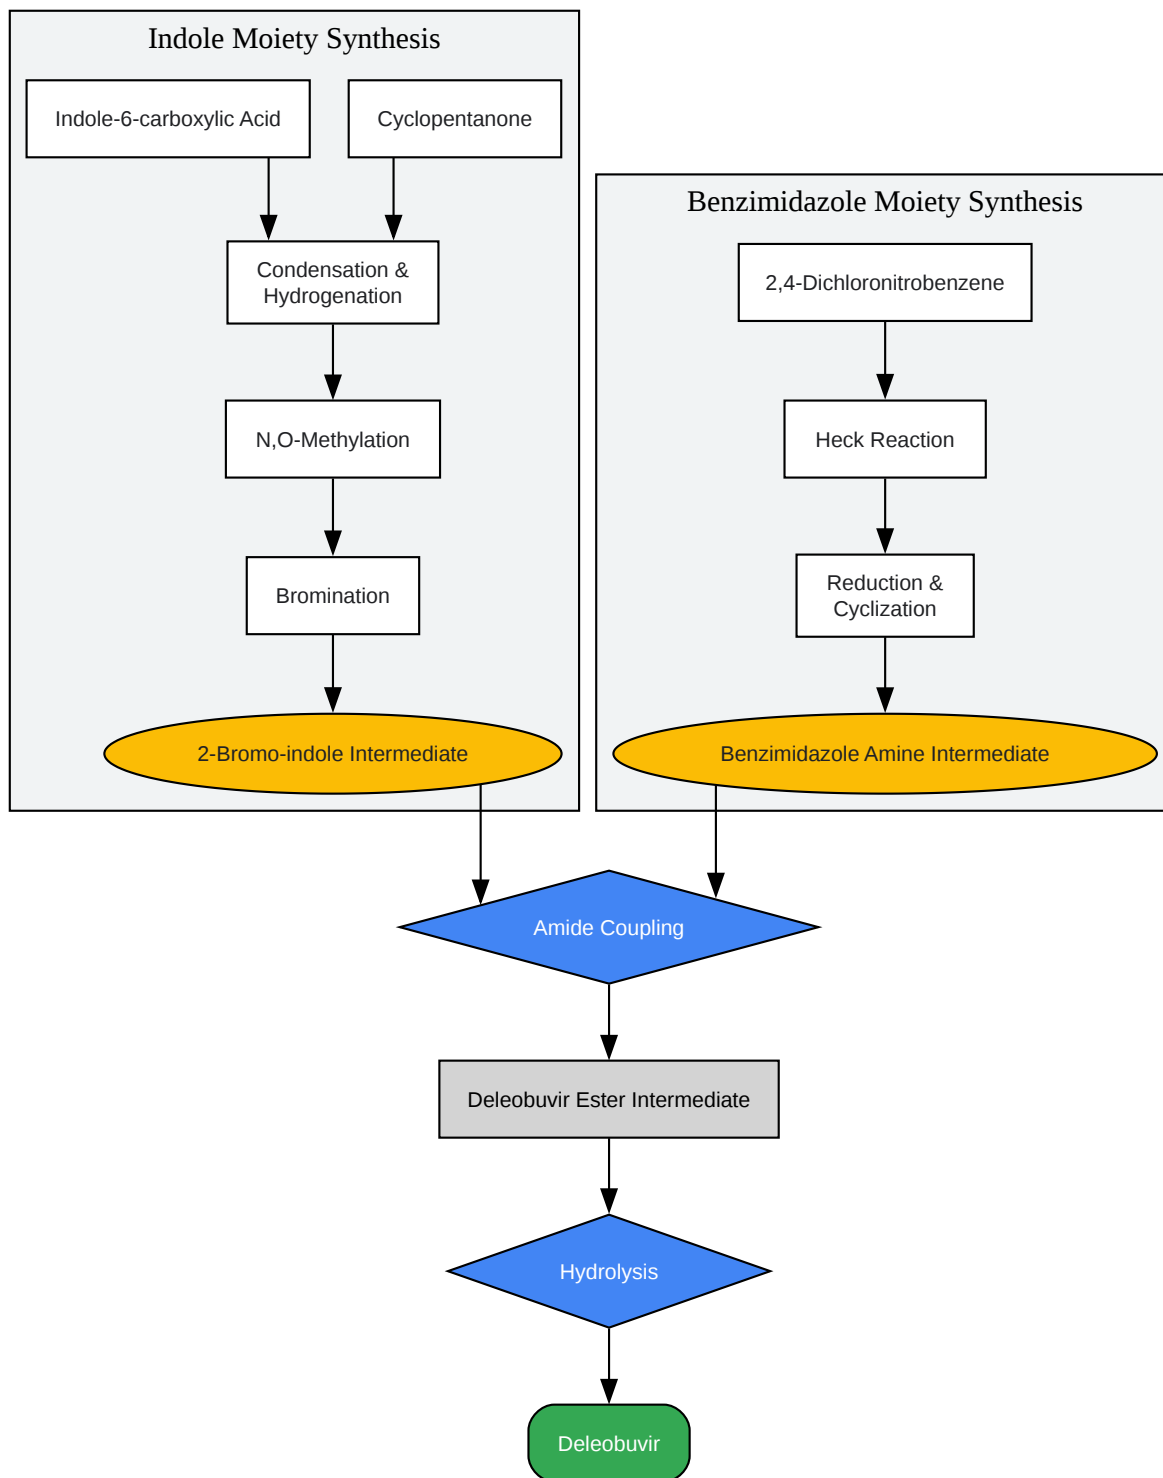 Indole Moiety Synthesis
Indole-6-carboxylic Acid
Cyclopentanone
Condensation &
Hydrogenation
N,O-Methylation
Bromination
2-Bromo-indole Intermediate
Benzimidazole Moiety Synthesis
2,4-Dichloronitrobenzene
Heck Reaction
Reduction &
Cyclization
Benzimidazole Amine Intermediate
Amide Coupling
Deleobuvir Ester Intermediate
Hydrolysis
Deleobuvir